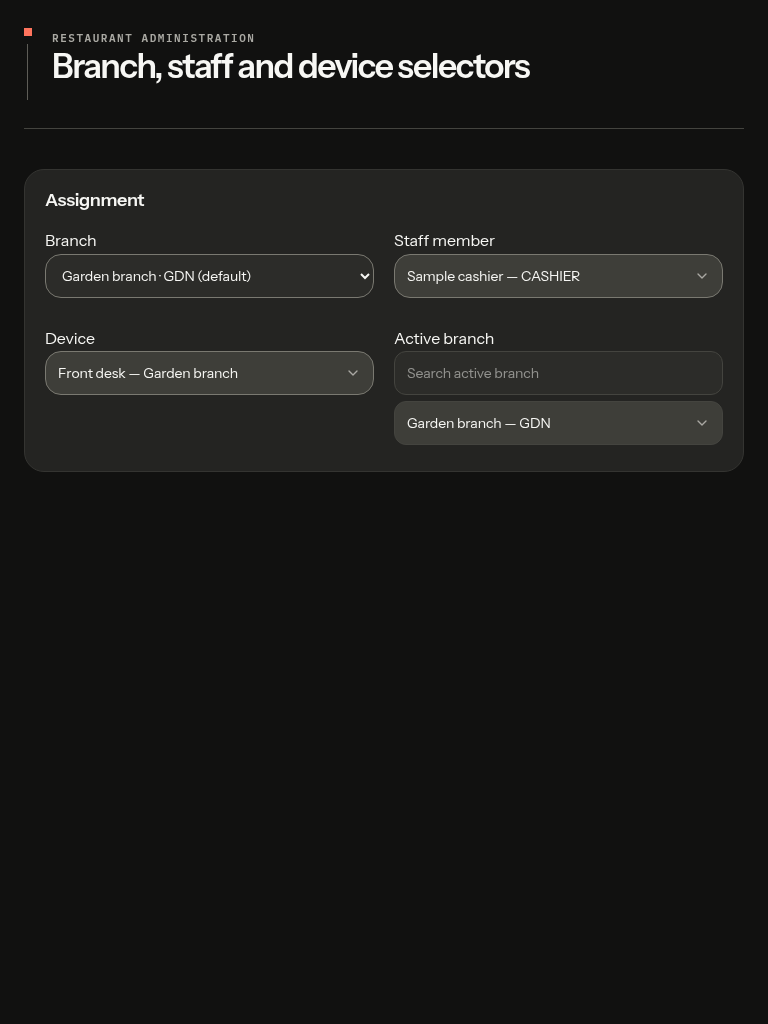 RESTAURANT ADMINISTRATION
Branch, staff and device selectors
Assignment
Branch
Garden branch · GDN (default)
Staff member
Sample cashier — CASHIER
Device
Front desk — Garden branch
Active branch
Search active branch
Garden branch — GDN